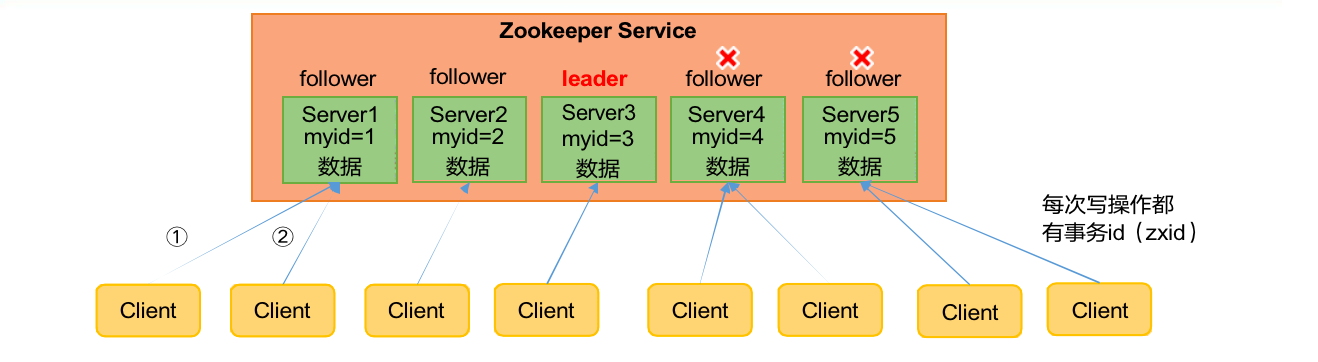 Zookeeper Service
follower
follower
leader
follower
follower
Server1
myid=1
数据
Server2
myid=2
数据
Server3
myid=3
数据
Server4
myid=4
数据
Server5
myid=5
数据
每次写操作都
有事务id（zxid）
①
②
Client
Client
Client
Client
Client
Client
Client
Client